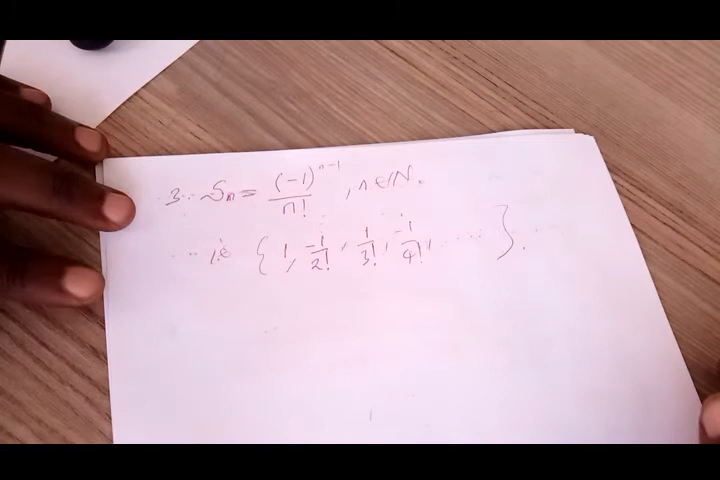 3. Sn = (-1)^(n-1) / n! , n ∈ ℕ.
i.e {1, -1/2!, 1/3!, -1/4!, ......}.